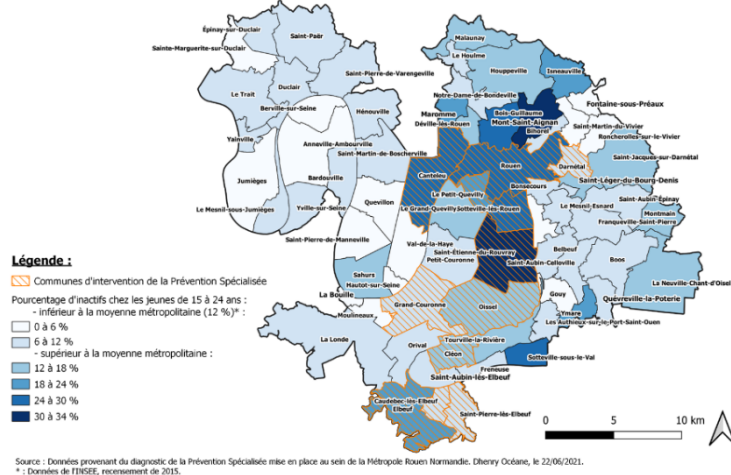 Épinay-sur-Duclair
Saint-Paër
Sainte-Marguerite-sur-Duclair
Malaunay
Le Houlme
Isneauville
Houppeville
Saint-Pierre-de-Varengeville
Duclair
Le Trait
Notre-Dame-de-Bondeville
Berville-sur-Seine
Hénouville
Fontaine-sous-Préaux
Bois-Guillaume
Maromme
Mont-Saint-Aignan
Saint-Martin-du-Vivier
Déville-lès-Rouen
Bihorel
Roncherolles-sur-le-Vivier
Yainville
Anneville-Ambourville
Saint-Martin-de-Boscherville
Saint-Jacques-sur-Darnétal
Rouen
Darnétal
Canteleu
Bardouville
Saint-Léger-du-Bourg-Denis
Jumièges
Bonsecours
Le Petit-Quevilly
Quevillon
Saint-Aubin-Épinay
Le Mesnil-sous-Jumièges
Yville-sur-Seine
Le Grand-Quevilly
Sotteville-lès-Rouen
Le Mesnil-Esnard
Montmain
Franqueville-Saint-Pierre
Saint-Pierre-de-Manneville
Val-de-la-Haye
Saint-Étienne-du-Rouvray
Belbeuf
Petit-Couronne
Saint-Aubin-Celloville
Boos
Sahurs
Hautot-sur-Seine
La Neuville-Chant-d'Oisel
La Bouille
Gouy
Quévreville-la-Poterie
Grand-Couronne
Oissel
Ymare
Moulineaux
Les Authieux-sur-le-Port-Saint-Ouen
La Londe
Orival
Tourville-la-Rivière
Cléon
Sotteville-sous-le-Val
Freneuse
Saint-Aubin-lès-Elbeuf
Caudebec-lès-Elbeuf
Elbeuf
Saint-Pierre-lès-Elbeuf
Légende :
Communes d'intervention de la Prévention Spécialisée
Pourcentage d'inactifs chez les jeunes de 15 à 24 ans :
- inférieur à la moyenne métropolitaine (12 %)* :
0 à 6 %
6 à 12 %
- supérieur à la moyenne métropolitaine :
12 à 18 %
18 à 24 %
24 à 30 %
30 à 34 %
0 5 10 km
Source : Données provenant du diagnostic de la Prévention Spécialisée mise en place au sein de la Métropole Rouen Normandie. Dhenry Océane, le 22/06/2021.
* : Données de l'INSEE, recensement de 2015.